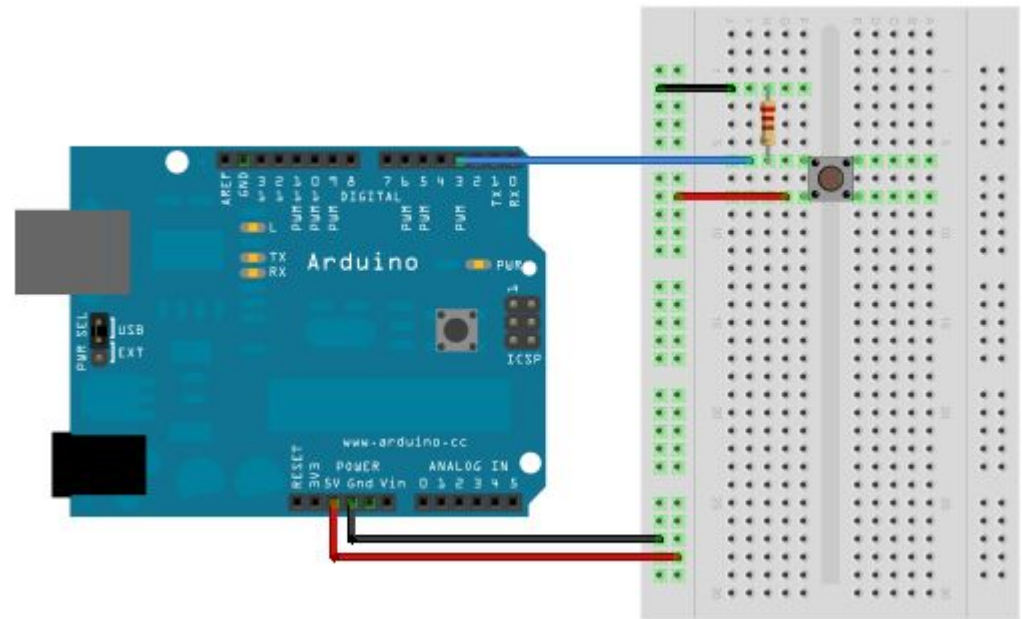 AREF
GND
13
12
11
10
9
8
7
6
5
4
3
2
1
0
PWM
PWM
PWM
PWM
PWM
PWM
TX
RX
DIGITAL
L
TX
RX
Arduino
PWR
1
ICSP
PWR SEL
USB
EXT
www.arduino.cc
POWER
ANALOG IN
RESET
3V3
5V
Gnd
Vin
0 1 2 3 4 5